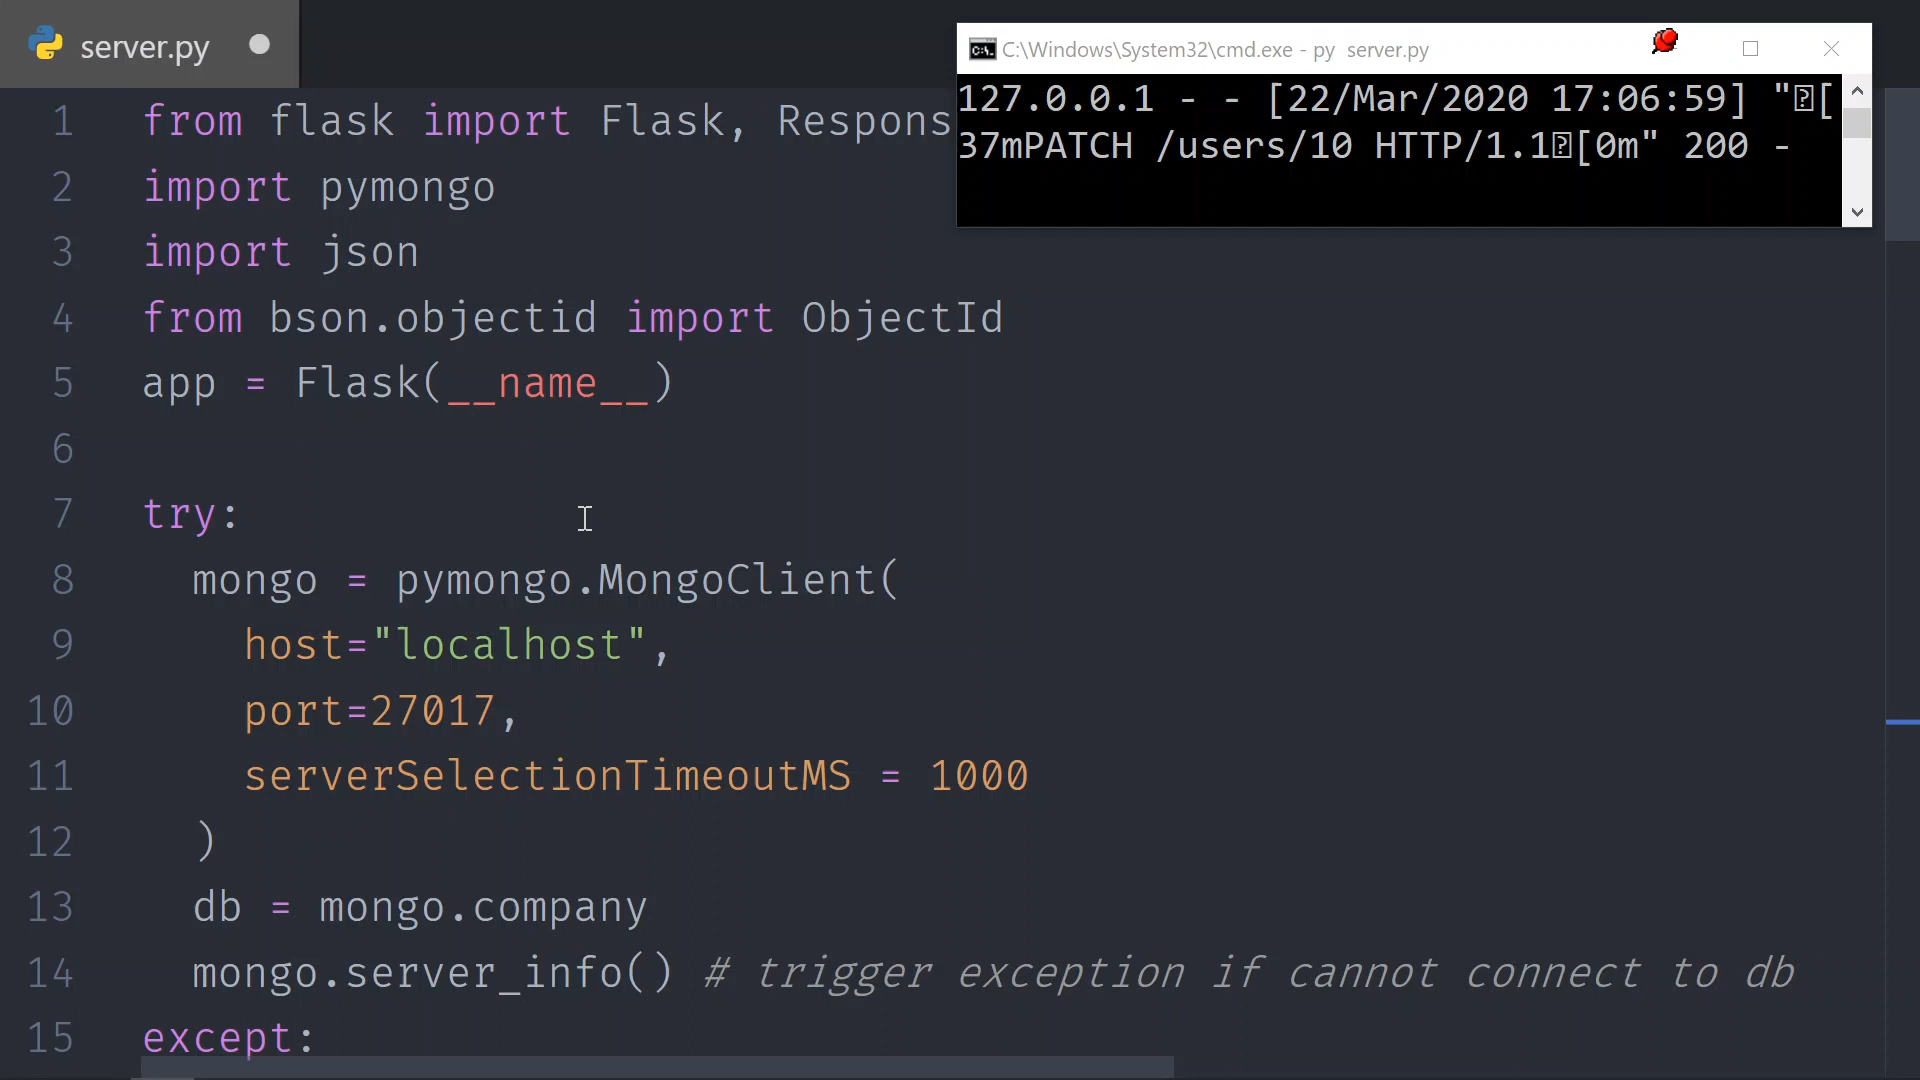 server.py
C:\Windows\System32\cmd.exe - py server.py
127.0.0.1 - - [22/Mar/2020 17:06:59] "[
37mPATCH /users/10 HTTP/1.1[0m" 200 -
1 from flask import Flask, Respons
2 import pymongo
3 import json
4 from bson.objectid import ObjectId
5 app = Flask(__name__)
6
7 try:
8 mongo = pymongo.MongoClient(
9 host="localhost",
10 port=27017,
11 serverSelectionTimeoutMS = 1000
12 )
13 db = mongo.company
14 mongo.server_info() # trigger exception if cannot connect to db
15 except: